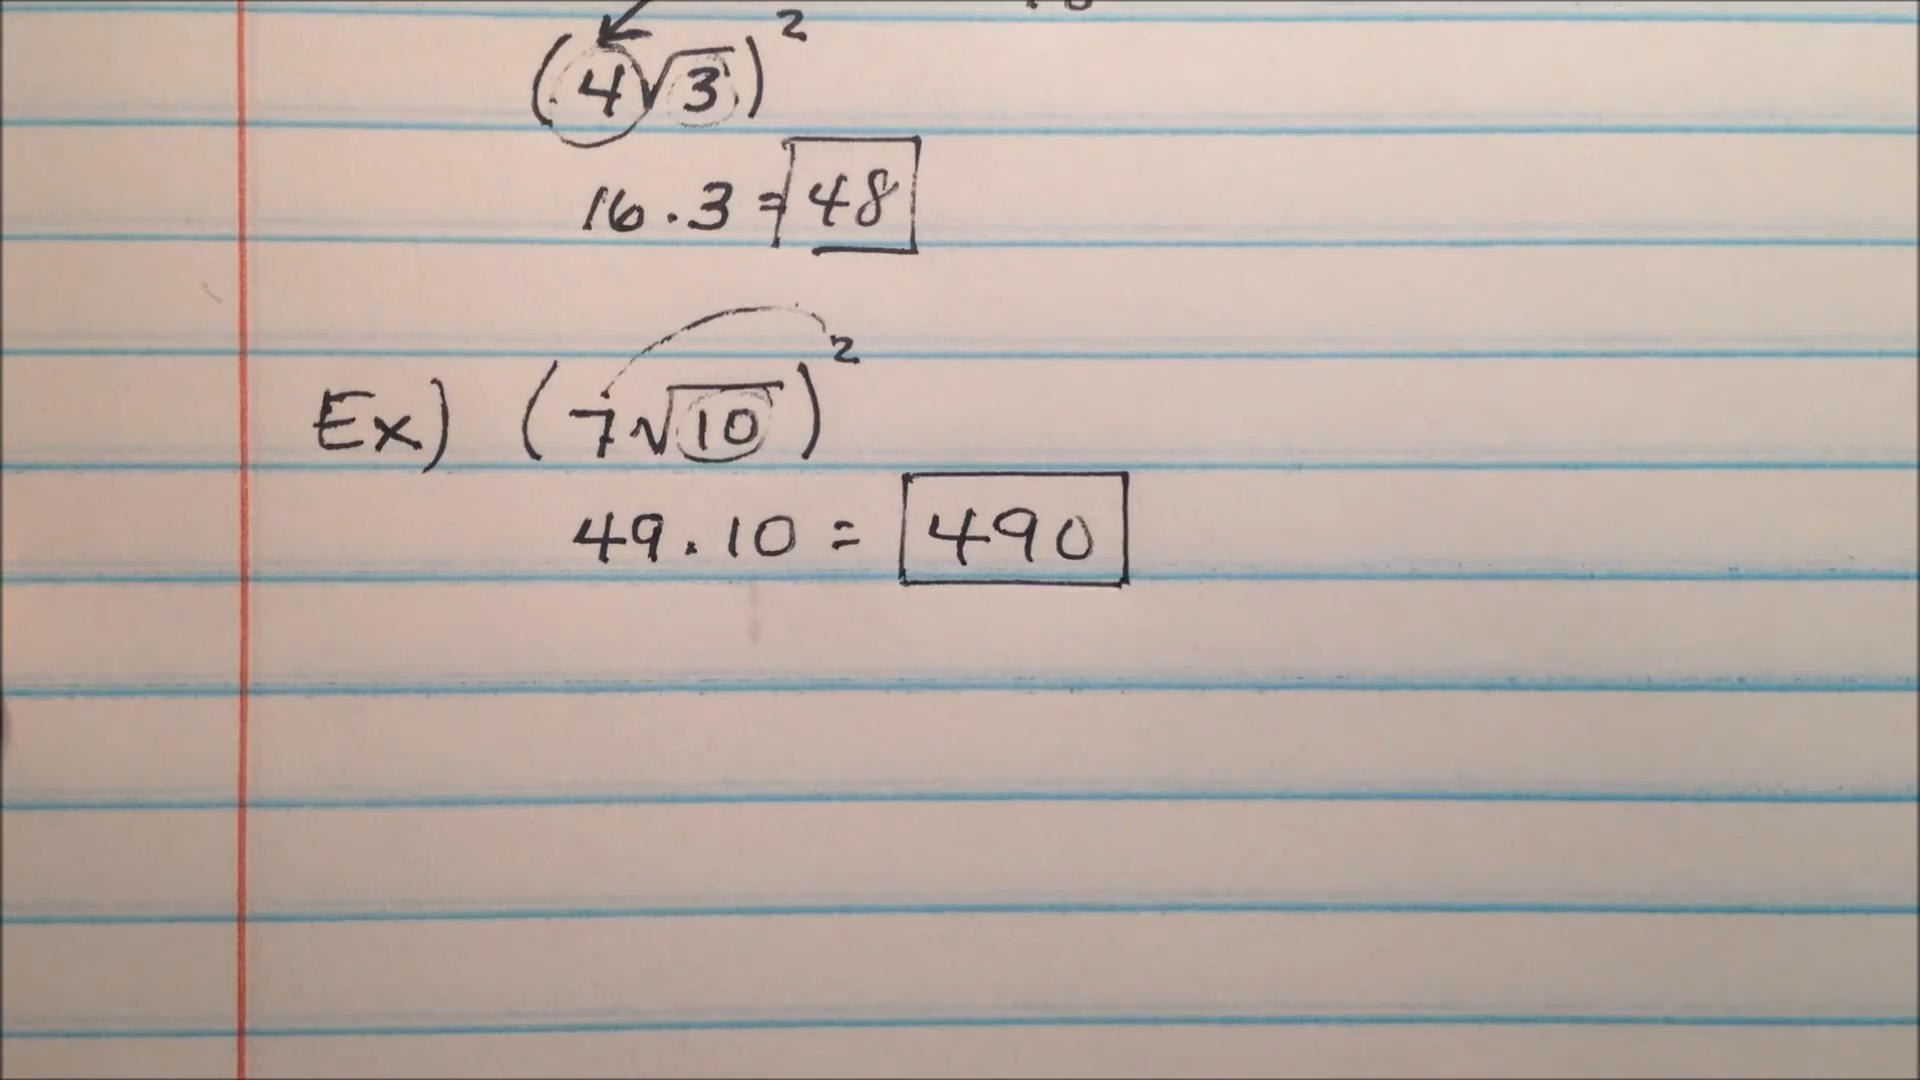 (4√3)²
16 · 3 = 48
Ex) (7√10)²
49 · 10 = 490